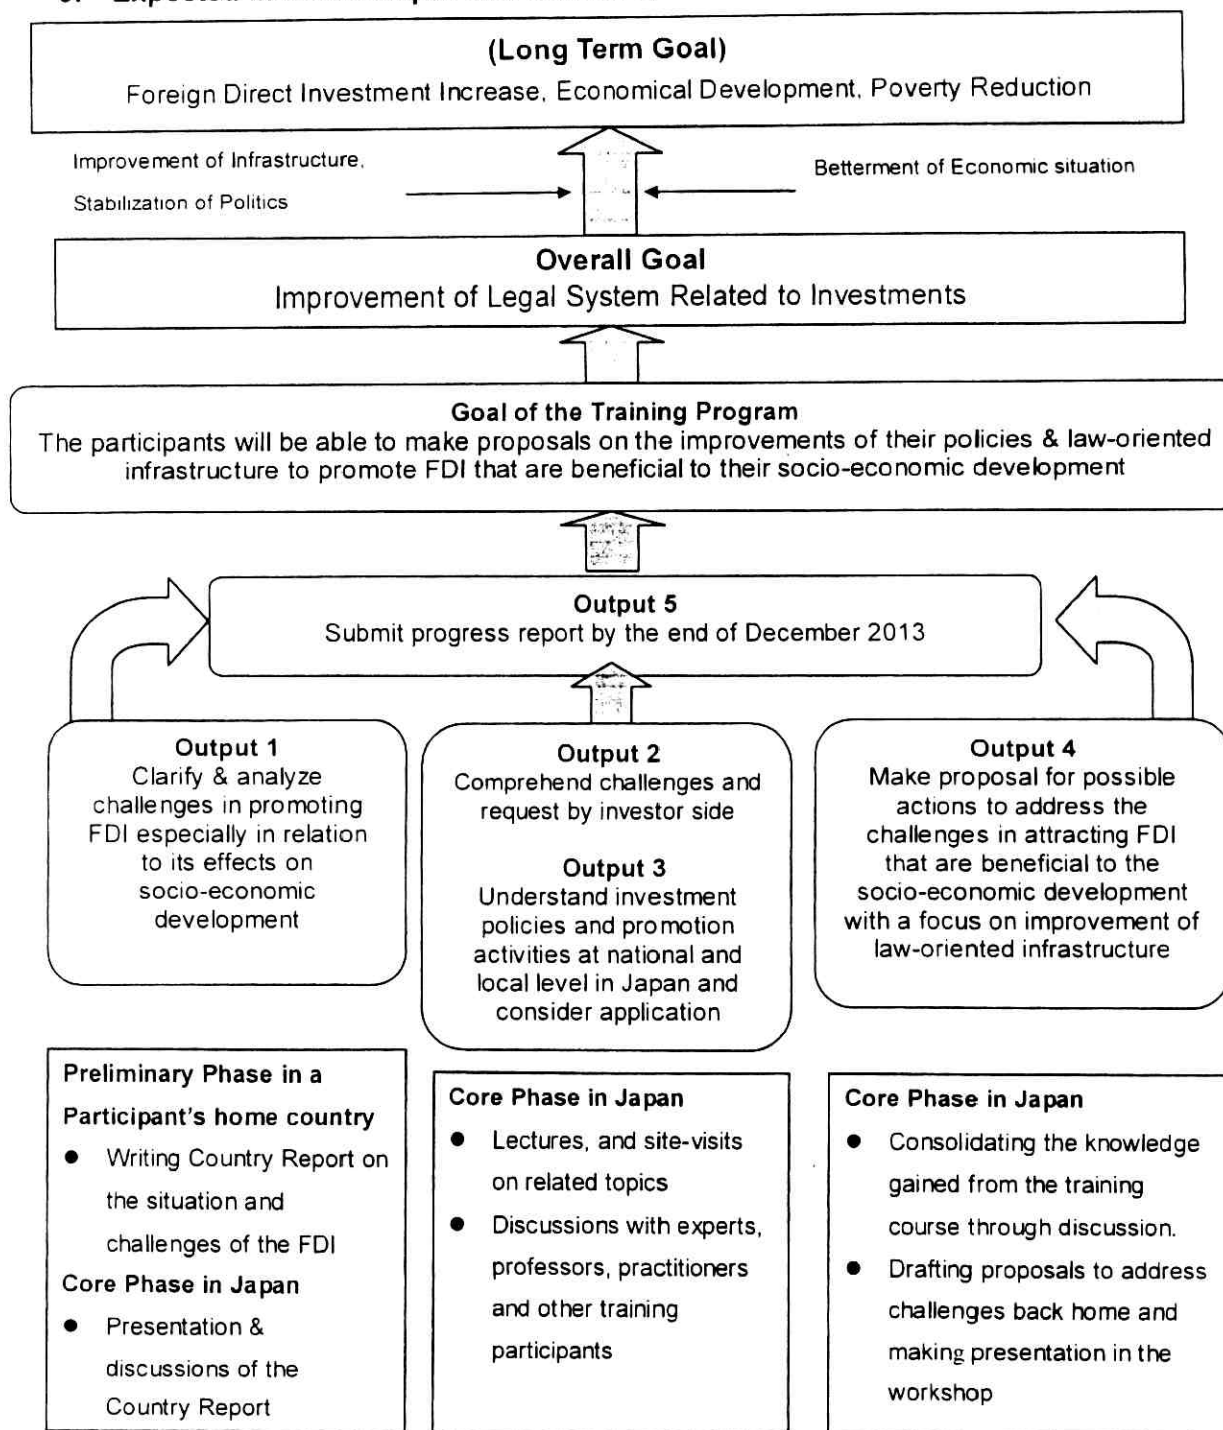 (Long Term Goal)
Foreign Direct Investment Increase, Economical Development, Poverty Reduction
Improvement of Infrastructure,
Stabilization of Politics
Betterment of Economic situation
Overall Goal
Improvement of Legal System Related to Investments
Goal of the Training Program
The participants will be able to make proposals on the improvements of their policies & law-oriented
infrastructure to promote FDI that are beneficial to their socio-economic development
Output 5
Submit progress report by the end of December 2013
Output 1
Clarify & analyze
challenges in promoting
FDI especially in relation
to its effects on
socio-economic
development
Output 2
Comprehend challenges and
request by investor side
Output 3
Understand investment
policies and promotion
activities at national and
local level in Japan and
consider application
Output 4
Make proposal for possible
actions to address the
challenges in attracting FDI
that are beneficial to the
socio-economic development
with a focus on improvement of
law-oriented infrastructure
Preliminary Phase in a
Participant's home country
● Writing Country Report on
the situation and
challenges of the FDI
Core Phase in Japan
● Presentation &
discussions of the
Country Report
Core Phase in Japan
● Lectures, and site-visits
on related topics
● Discussions with experts,
professors, practitioners
and other training
participants
Core Phase in Japan
● Consolidating the knowledge
gained from the training
course through discussion.
● Drafting proposals to address
challenges back home and
making presentation in the
workshop